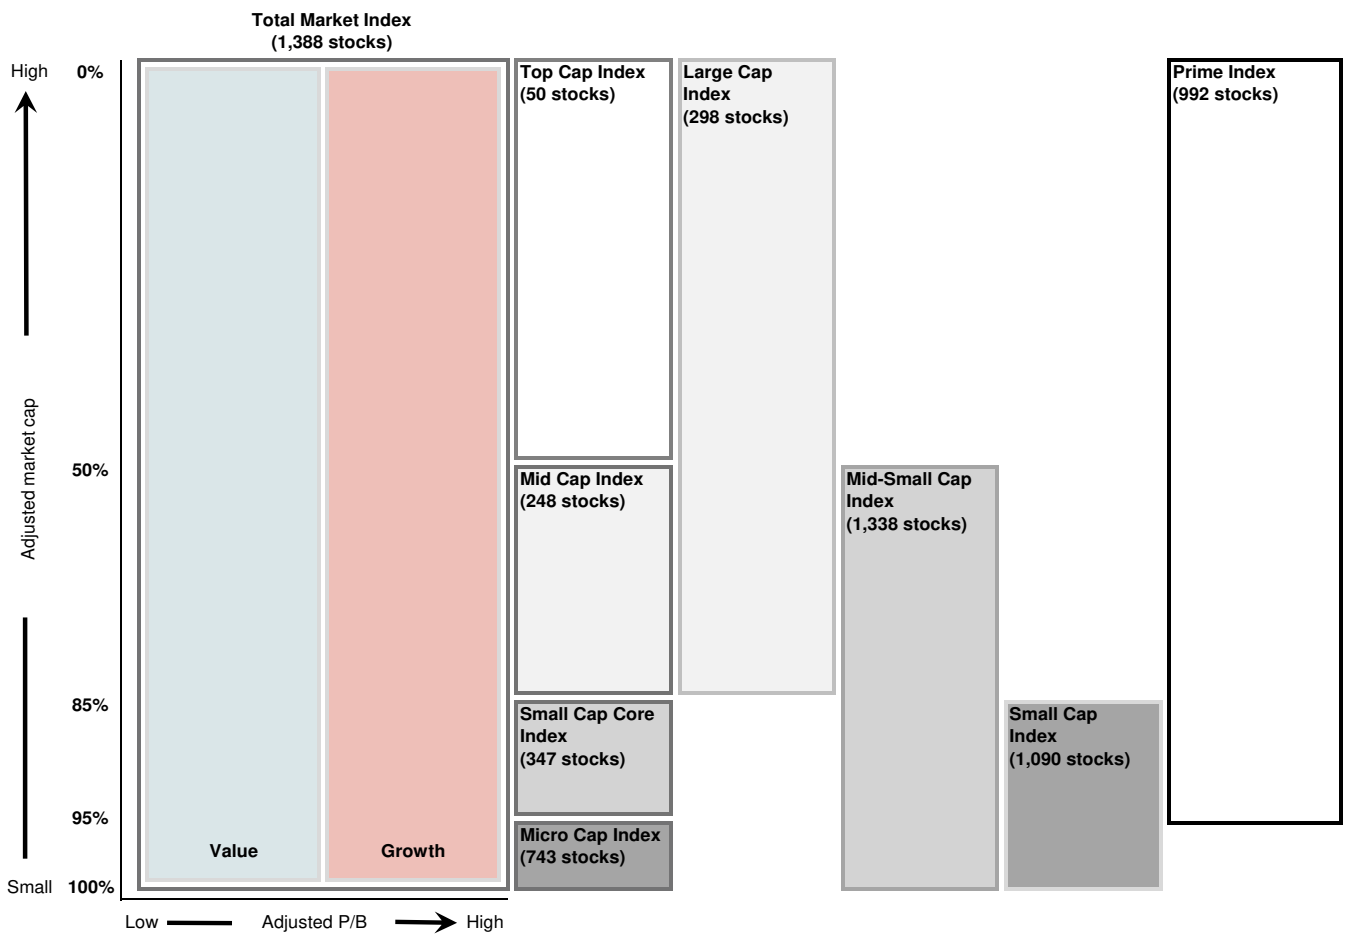 Total Market Index
(1,388 stocks)
High
0%
Top Cap Index
(50 stocks)
Large Cap
Index
(298 stocks)
Prime Index
(992 stocks)
Adjusted market cap
50%
Mid Cap Index
(248 stocks)
Mid-Small Cap
Index
(1,338 stocks)
85%
Small Cap Core
Index
(347 stocks)
Small Cap
Index
(1,090 stocks)
95%
Micro Cap Index
(743 stocks)
Value
Growth
Small
100%
Low
Adjusted P/B
High